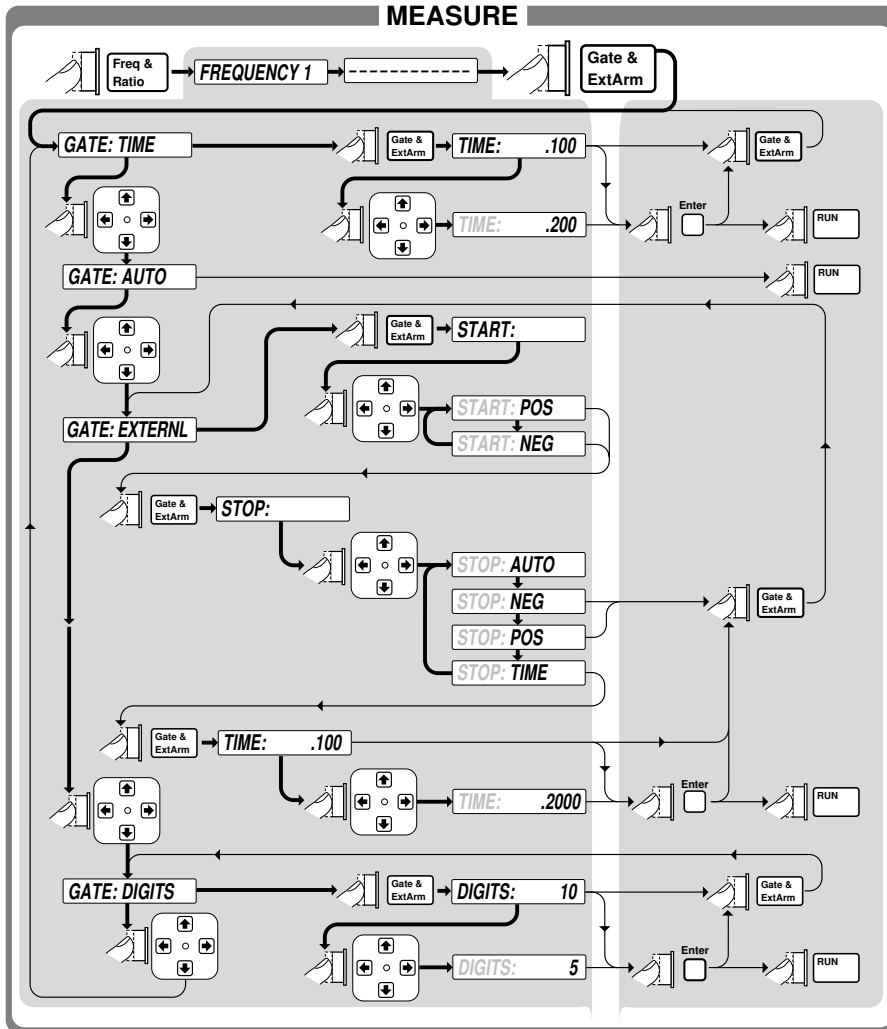 MEASURE
Freq & Ratio
FREQUENCY 1
-------------
Gate & ExtArm
GATE: TIME
Gate & ExtArm
TIME: .100
Gate & ExtArm
TIME: .200
Enter
RUN
GATE: AUTO
RUN
Gate & ExtArm
START:
GATE: EXTERNL
START: POS
START: NEG
Gate & ExtArm
STOP:
STOP: AUTO
STOP: NEG
Gate & ExtArm
STOP: POS
STOP: TIME
Gate & ExtArm
TIME: .100
TIME: .2000
Enter
RUN
GATE: DIGITS
Gate & ExtArm
DIGITS: 10
Gate & ExtArm
DIGITS: 5
Enter
RUN